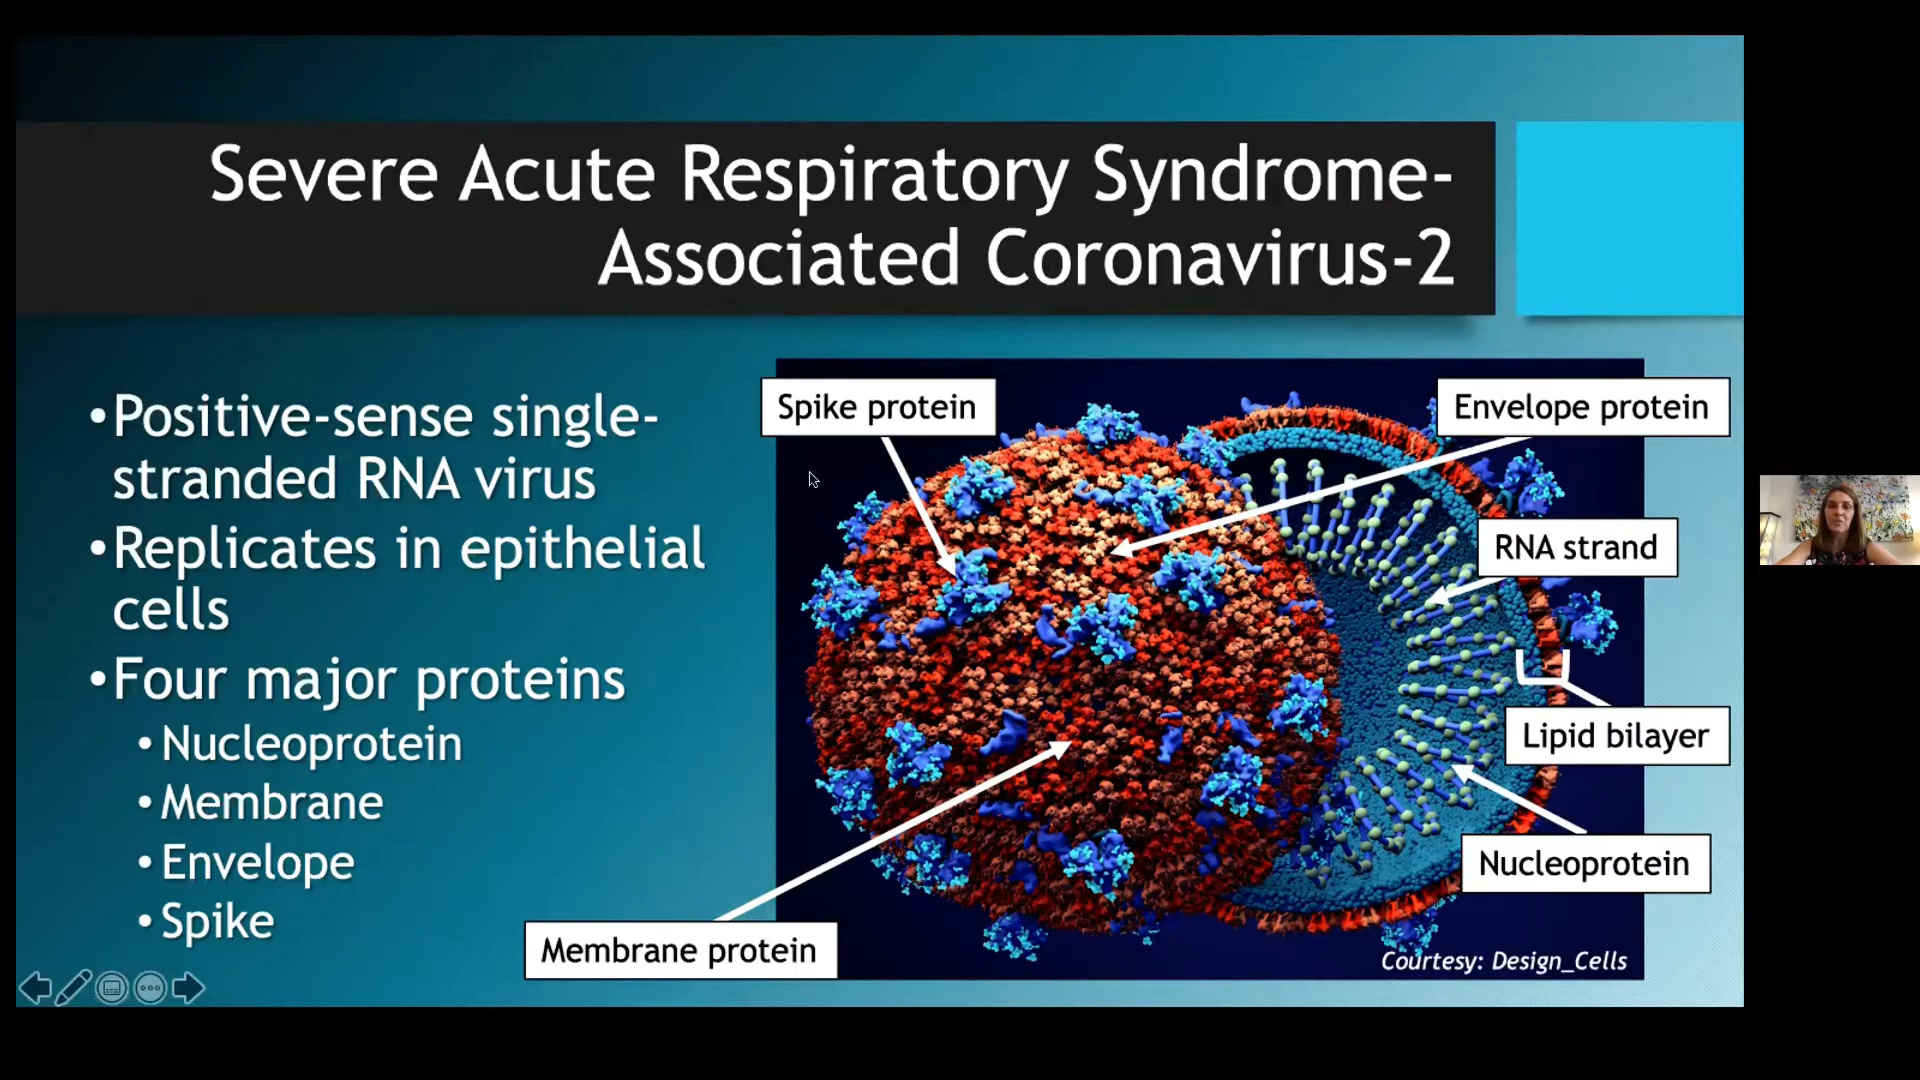 Severe Acute Respiratory Syndrome-
Associated Coronavirus-2
•Positive-sense single-
stranded RNA virus
•Replicates in epithelial
cells
•Four major proteins
•Nucleoprotein
•Membrane
•Envelope
•Spike
Spike protein
Envelope protein
RNA strand
Lipid bilayer
Nucleoprotein
Membrane protein
Courtesy: Design_Cells